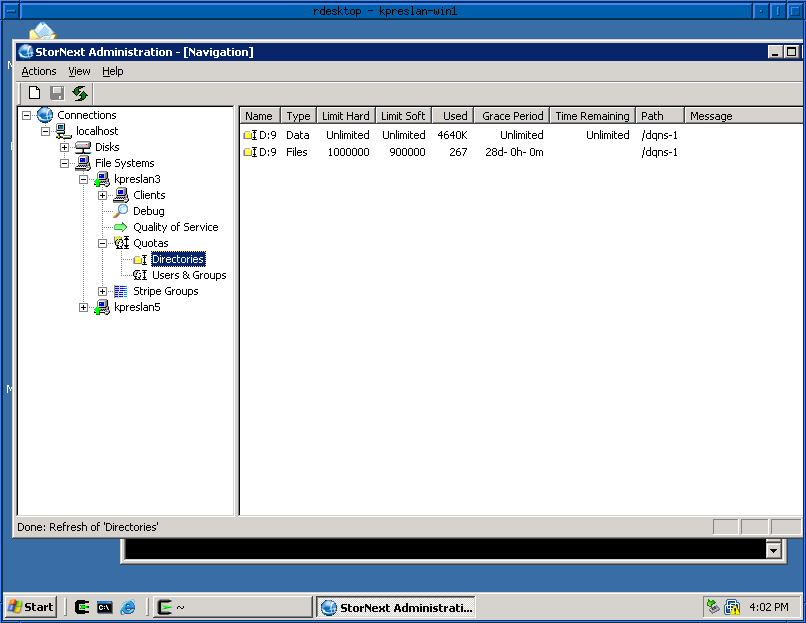 rdesktop - kpreslan-win1
StorNext Administration - [Navigation]
Actions View Help
Connections
localhost
Disks
File Systems
kpreslan3
Clients
Debug
Quality of Service
Quotas
Directories
Users & Groups
Stripe Groups
kpreslan5
Name Type Limit Hard Limit Soft Used Grace Period Time Remaining Path Message
D:9 Data Unlimited Unlimited 4640K Unlimited Unlimited /dqns-1
D:9 Files 1000000 900000 267 28d- 0h- 0m /dqns-1
Done: Refresh of 'Directories'
Start ~ StorNext Administrati... 4:02 PM